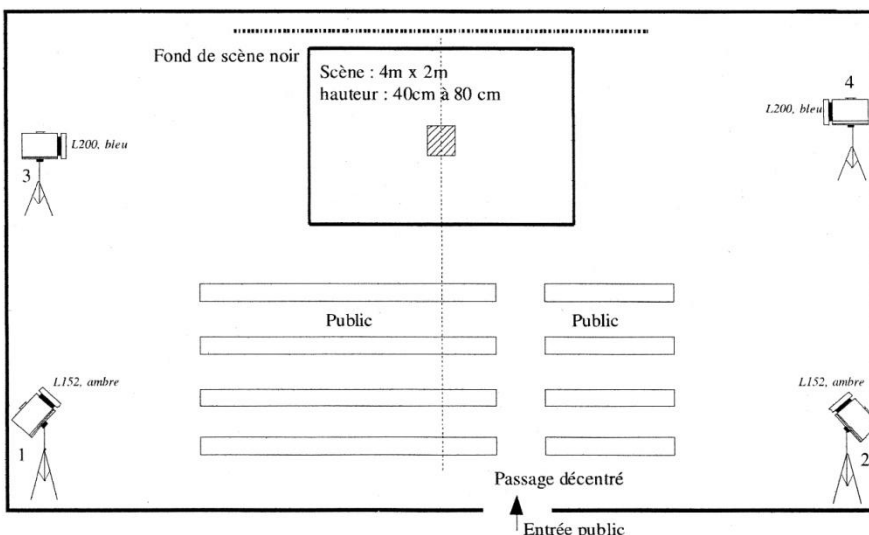 Fond de scène noir
Scène : 4m x 2m
hauteur : 40cm à 80 cm
4
L200, bleu
L200, bleu
3
Public
Public
L152, ambre
L152, ambre
1
2
Passage décentré
Entrée public